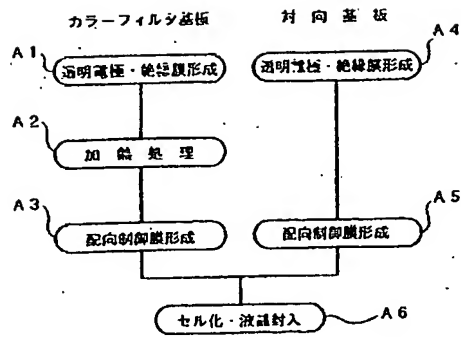 カラーフィルタ基板
対向基板
A1
透明電極・絶縁膜形成
A4
透明電極・絶縁膜形成
A2
加熱処理
A3
配向制御膜形成
A5
配向制御膜形成
セル化・液晶封入
A6